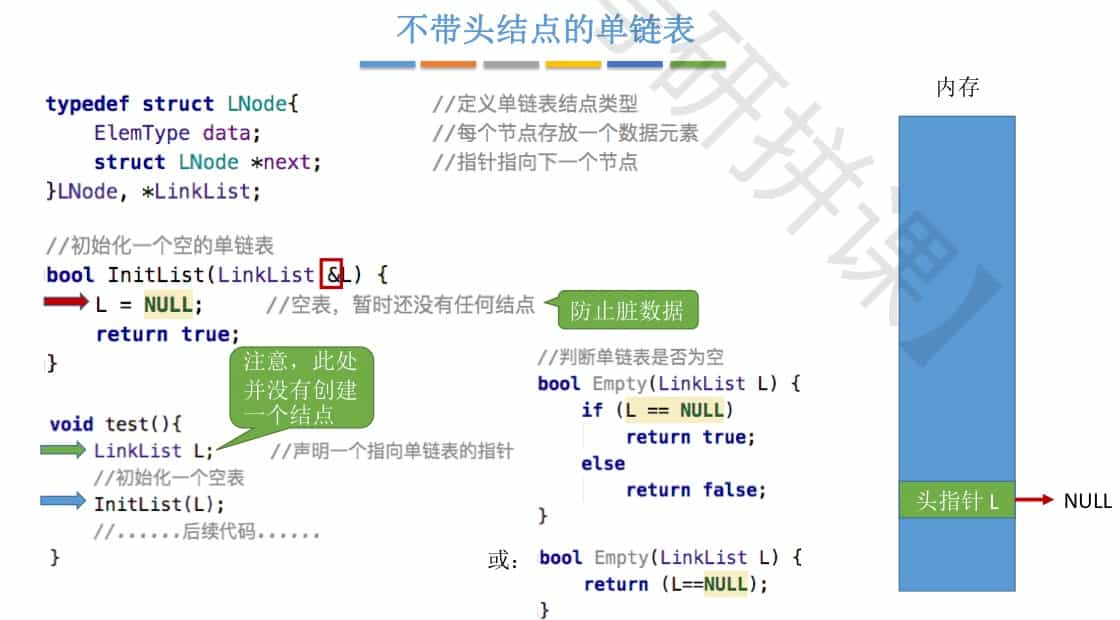 不带头结点的单链表
typedef struct LNode{ //定义单链表结点类型
ElemType data; //每个节点存放一个数据元素
struct LNode *next; //指针指向下一个节点
}LNode, *LinkList;
//初始化一个空的单链表
bool InitList(LinkList &L) {
L = NULL; //空表，暂时还没有任何结点
防止脏数据
return true;
}
注意，此处
并没有创建
一个结点
void test(){
LinkList L; //声明一个指向单链表的指针
//初始化一个空表
InitList(L);
//......后续代码......
}
//判断单链表是否为空
bool Empty(LinkList L) {
if (L == NULL)
return true;
else
return false;
}
或：
bool Empty(LinkList L) {
return (L==NULL);
}
内存
头指针 L
NULL
研拼课】